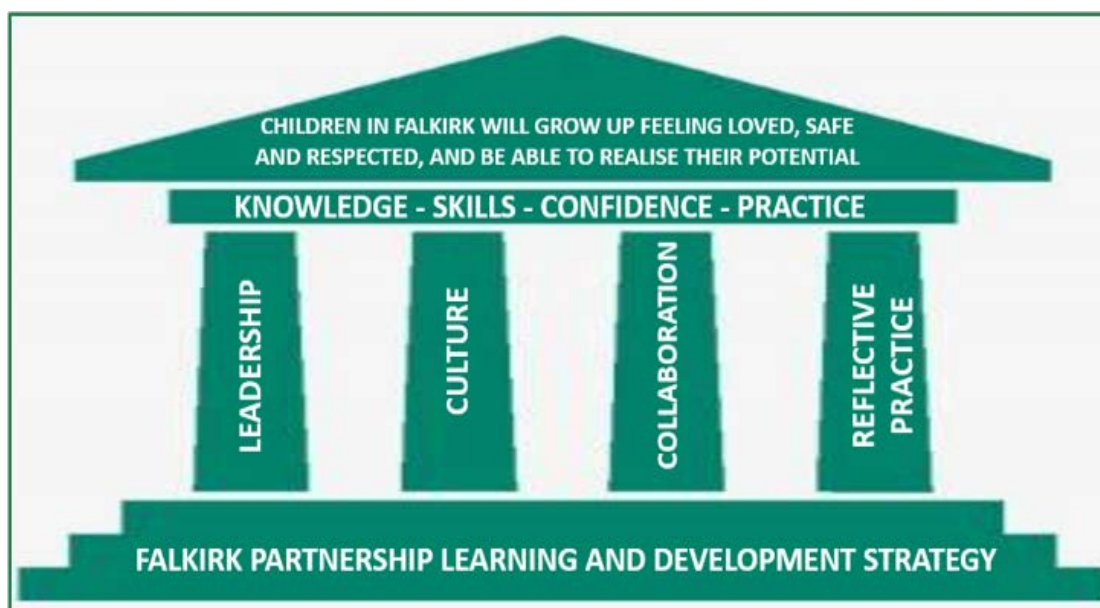 CHILDREN IN FALKIRK WILL GROW UP FEELING LOVED, SAFE
AND RESPECTED, AND BE ABLE TO REALISE THEIR POTENTIAL
KNOWLEDGE - SKILLS - CONFIDENCE - PRACTICE
LEADERSHIP
CULTURE
COLLABORATION
REFLECTIVE
PRACTICE
FALKIRK PARTNERSHIP LEARNING AND DEVELOPMENT STRATEGY